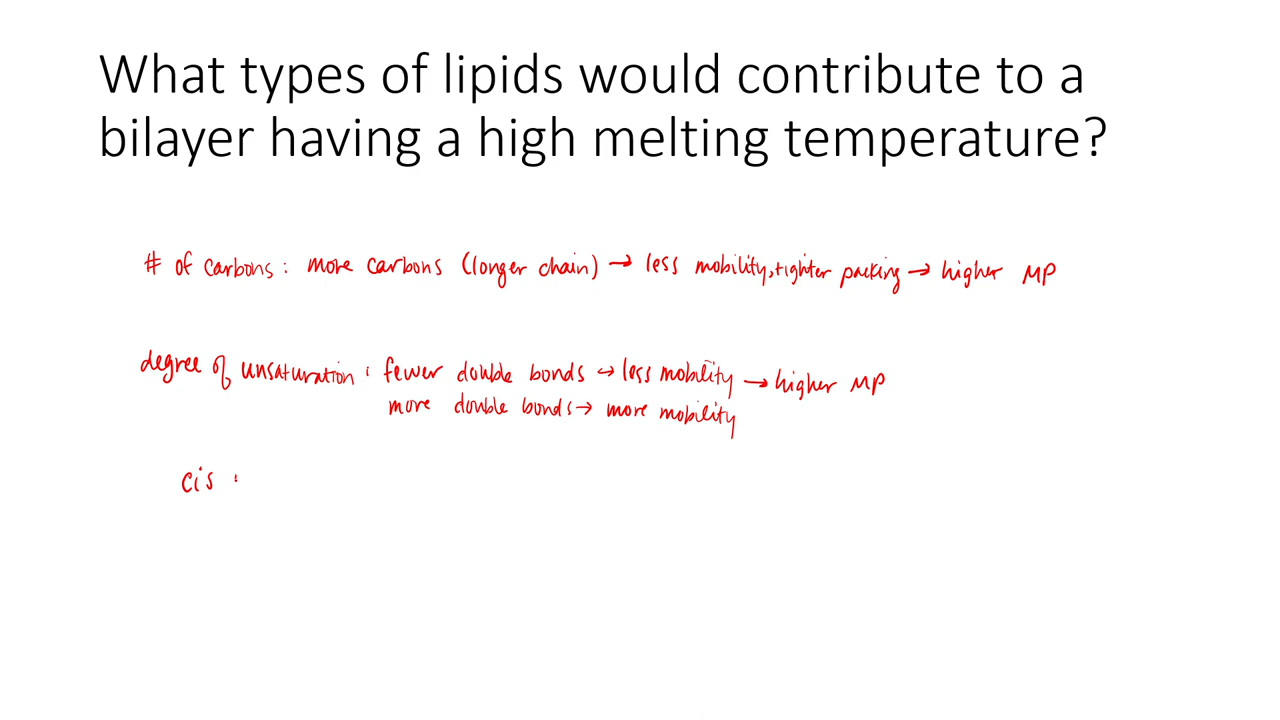 What types of lipids would contribute to a
bilayer having a high melting temperature?
# of carbons : more carbons (longer chain) → less mobility, tighter packing → higher MP
degree of unsaturation : fewer double bonds → less mobility → higher MP
more double bonds → more mobility
cis :